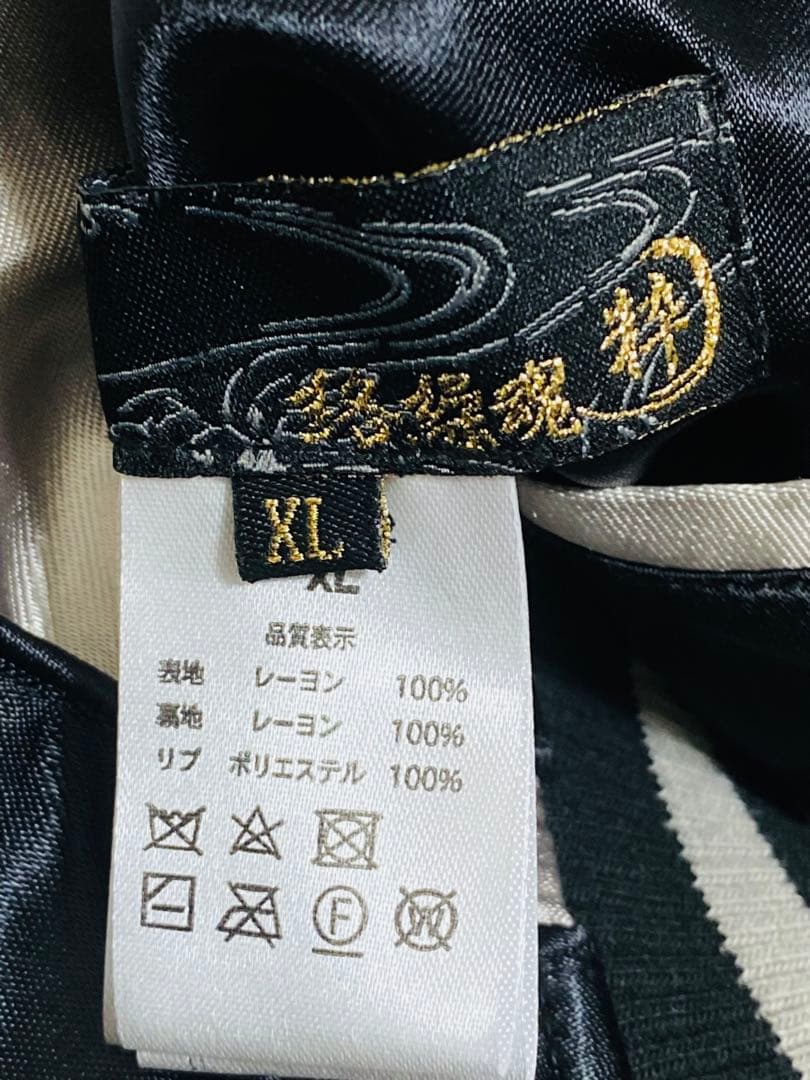 粋
絡繰魂
XL
XL
品質表示
表地 レーヨン 100%
裏地 レーヨン 100%
リブ ポリエステル 100%
F
W